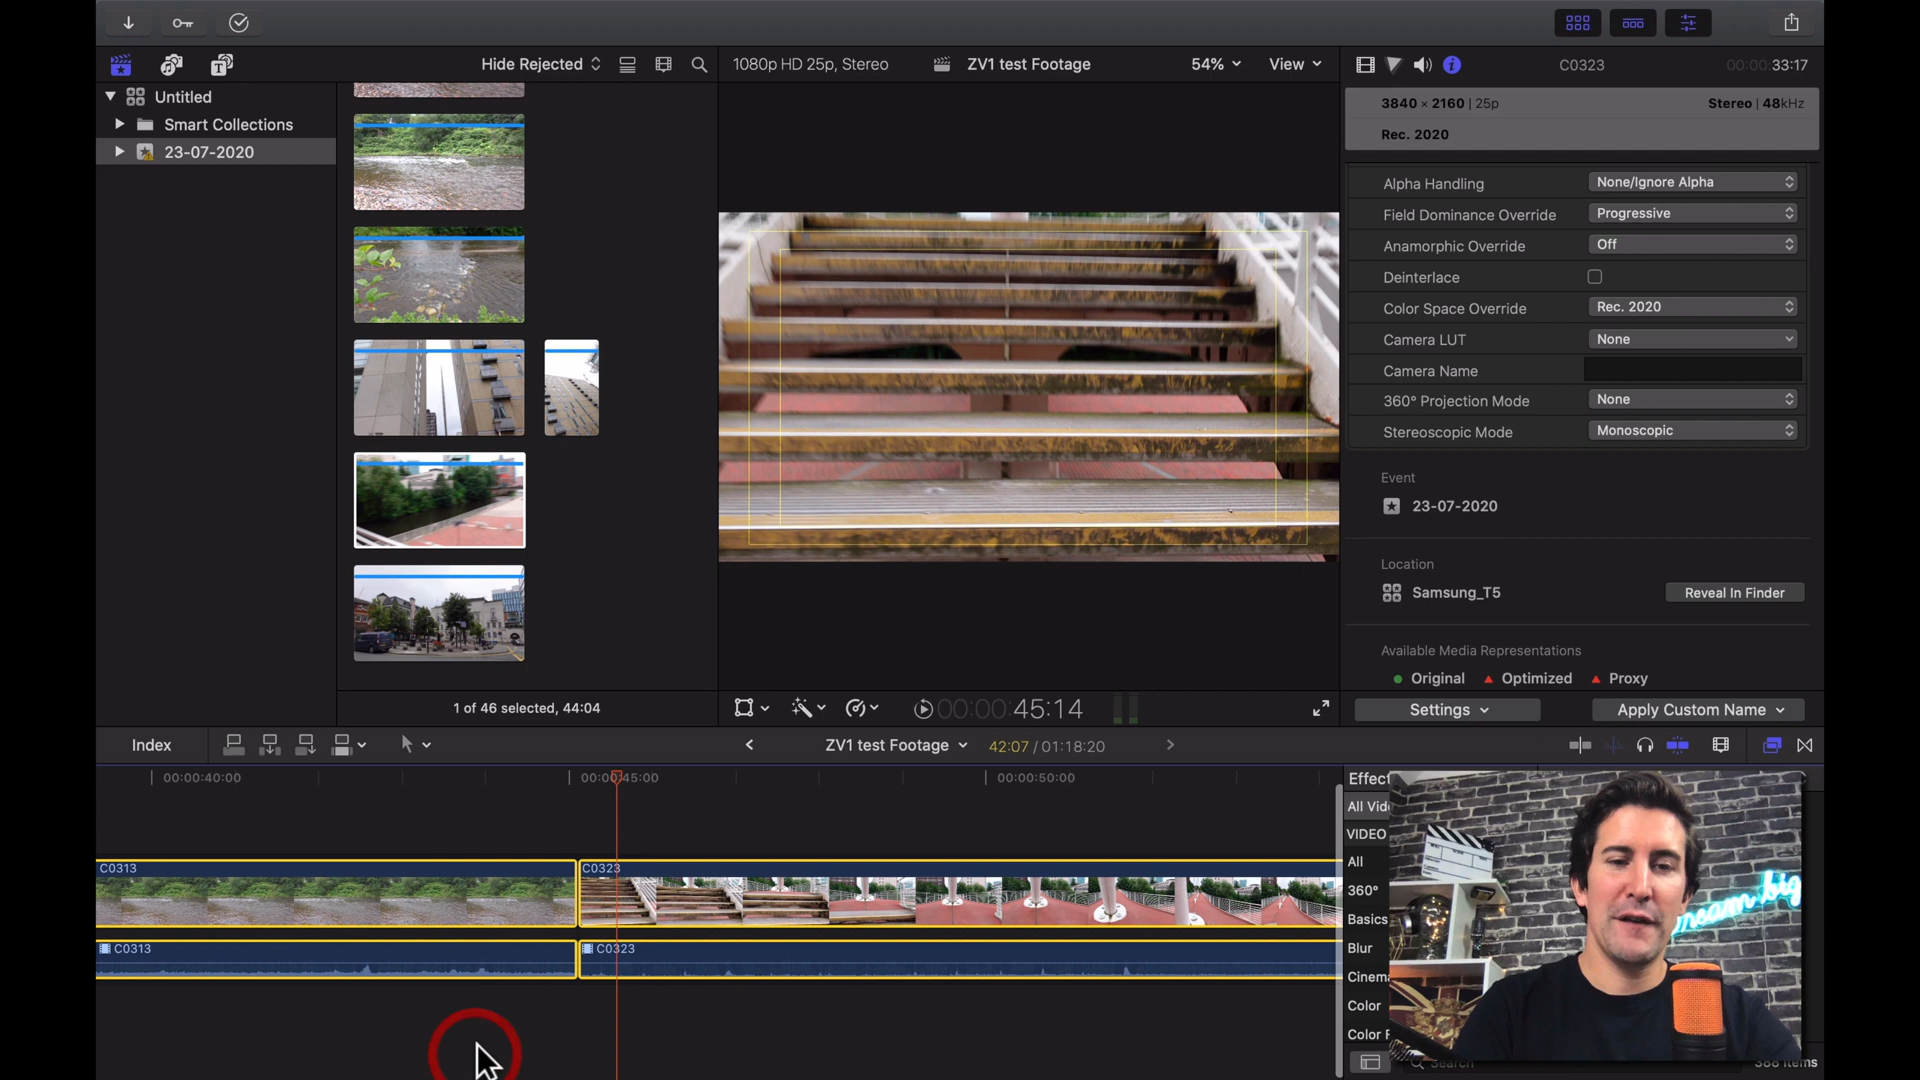 Hide Rejected
1080p HD 25p, Stereo
ZV1 test Footage
54%
View
C0323
00:00:33:17
Untitled
Smart Collections
23-07-2020
3840 × 2160 | 25p
Stereo | 48kHz
Rec. 2020
Alpha Handling
None/Ignore Alpha
Field Dominance Override
Progressive
Anamorphic Override
Off
Deinterlace
Color Space Override
Rec. 2020
Camera LUT
None
Camera Name
360° Projection Mode
None
Stereoscopic Mode
Monoscopic
Event
23-07-2020
Location
Samsung_T5
Reveal In Finder
Available Media Representations
Original
Optimized
Proxy
1 of 46 selected, 44:04
00:00:45:14
Settings
Apply Custom Name
Index
ZV1 test Footage
42:07 / 01:18:20
00:00:40:00
00:00:45:00
00:00:50:00
C0313
C0323
C0313
C0323
Effect
All Vid
VIDEO
All
360°
Basics
Blur
Cinema
Color
Color
Search
388 items
dream big